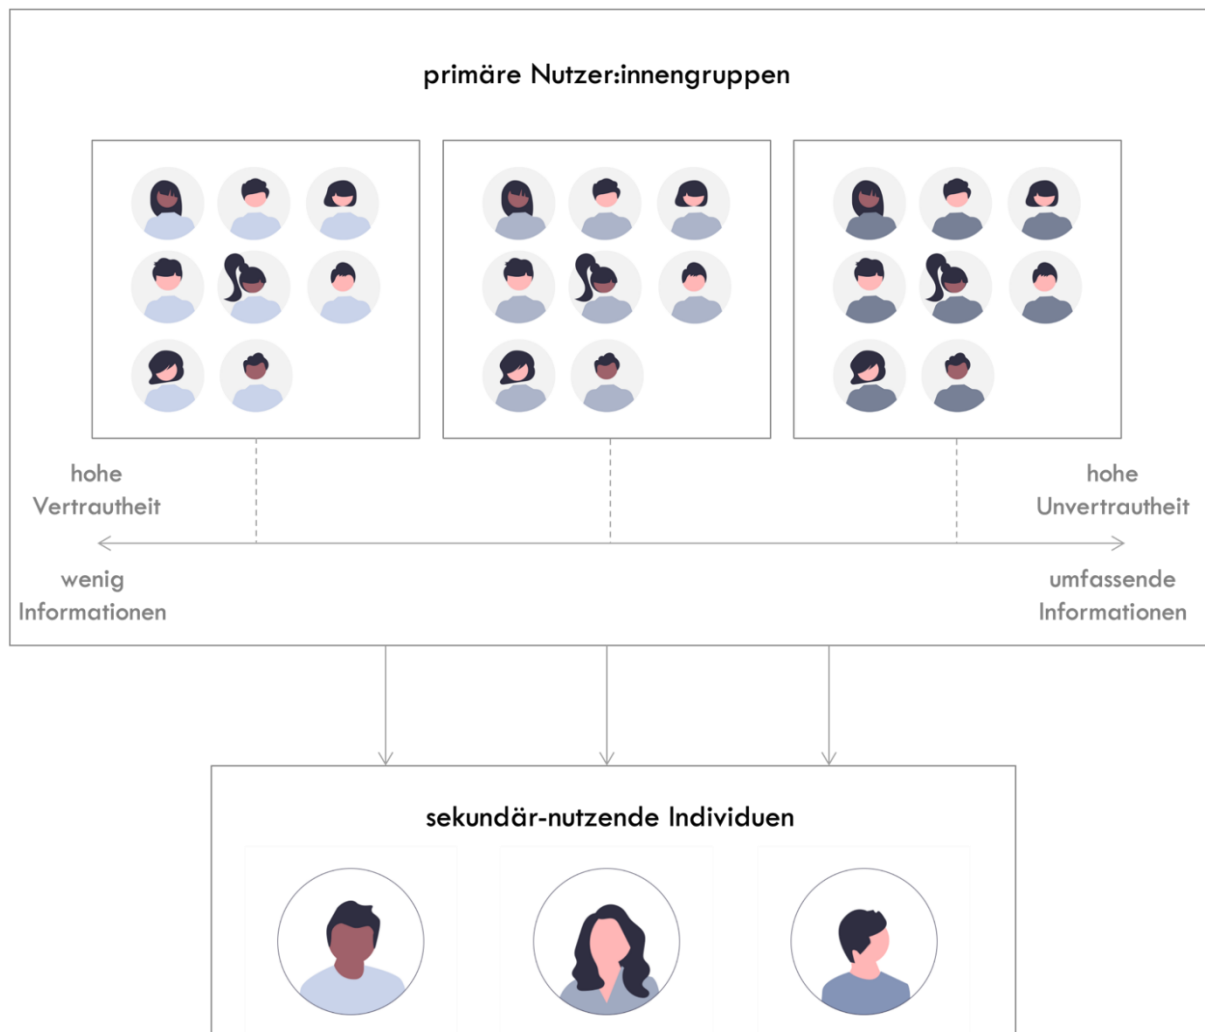 primäre Nutzer:innengruppen
hohe
Vertrautheit
hohe
Unvertrautheit
wenig
Informationen
umfassende
Informationen
sekundär-nutzende Individuen